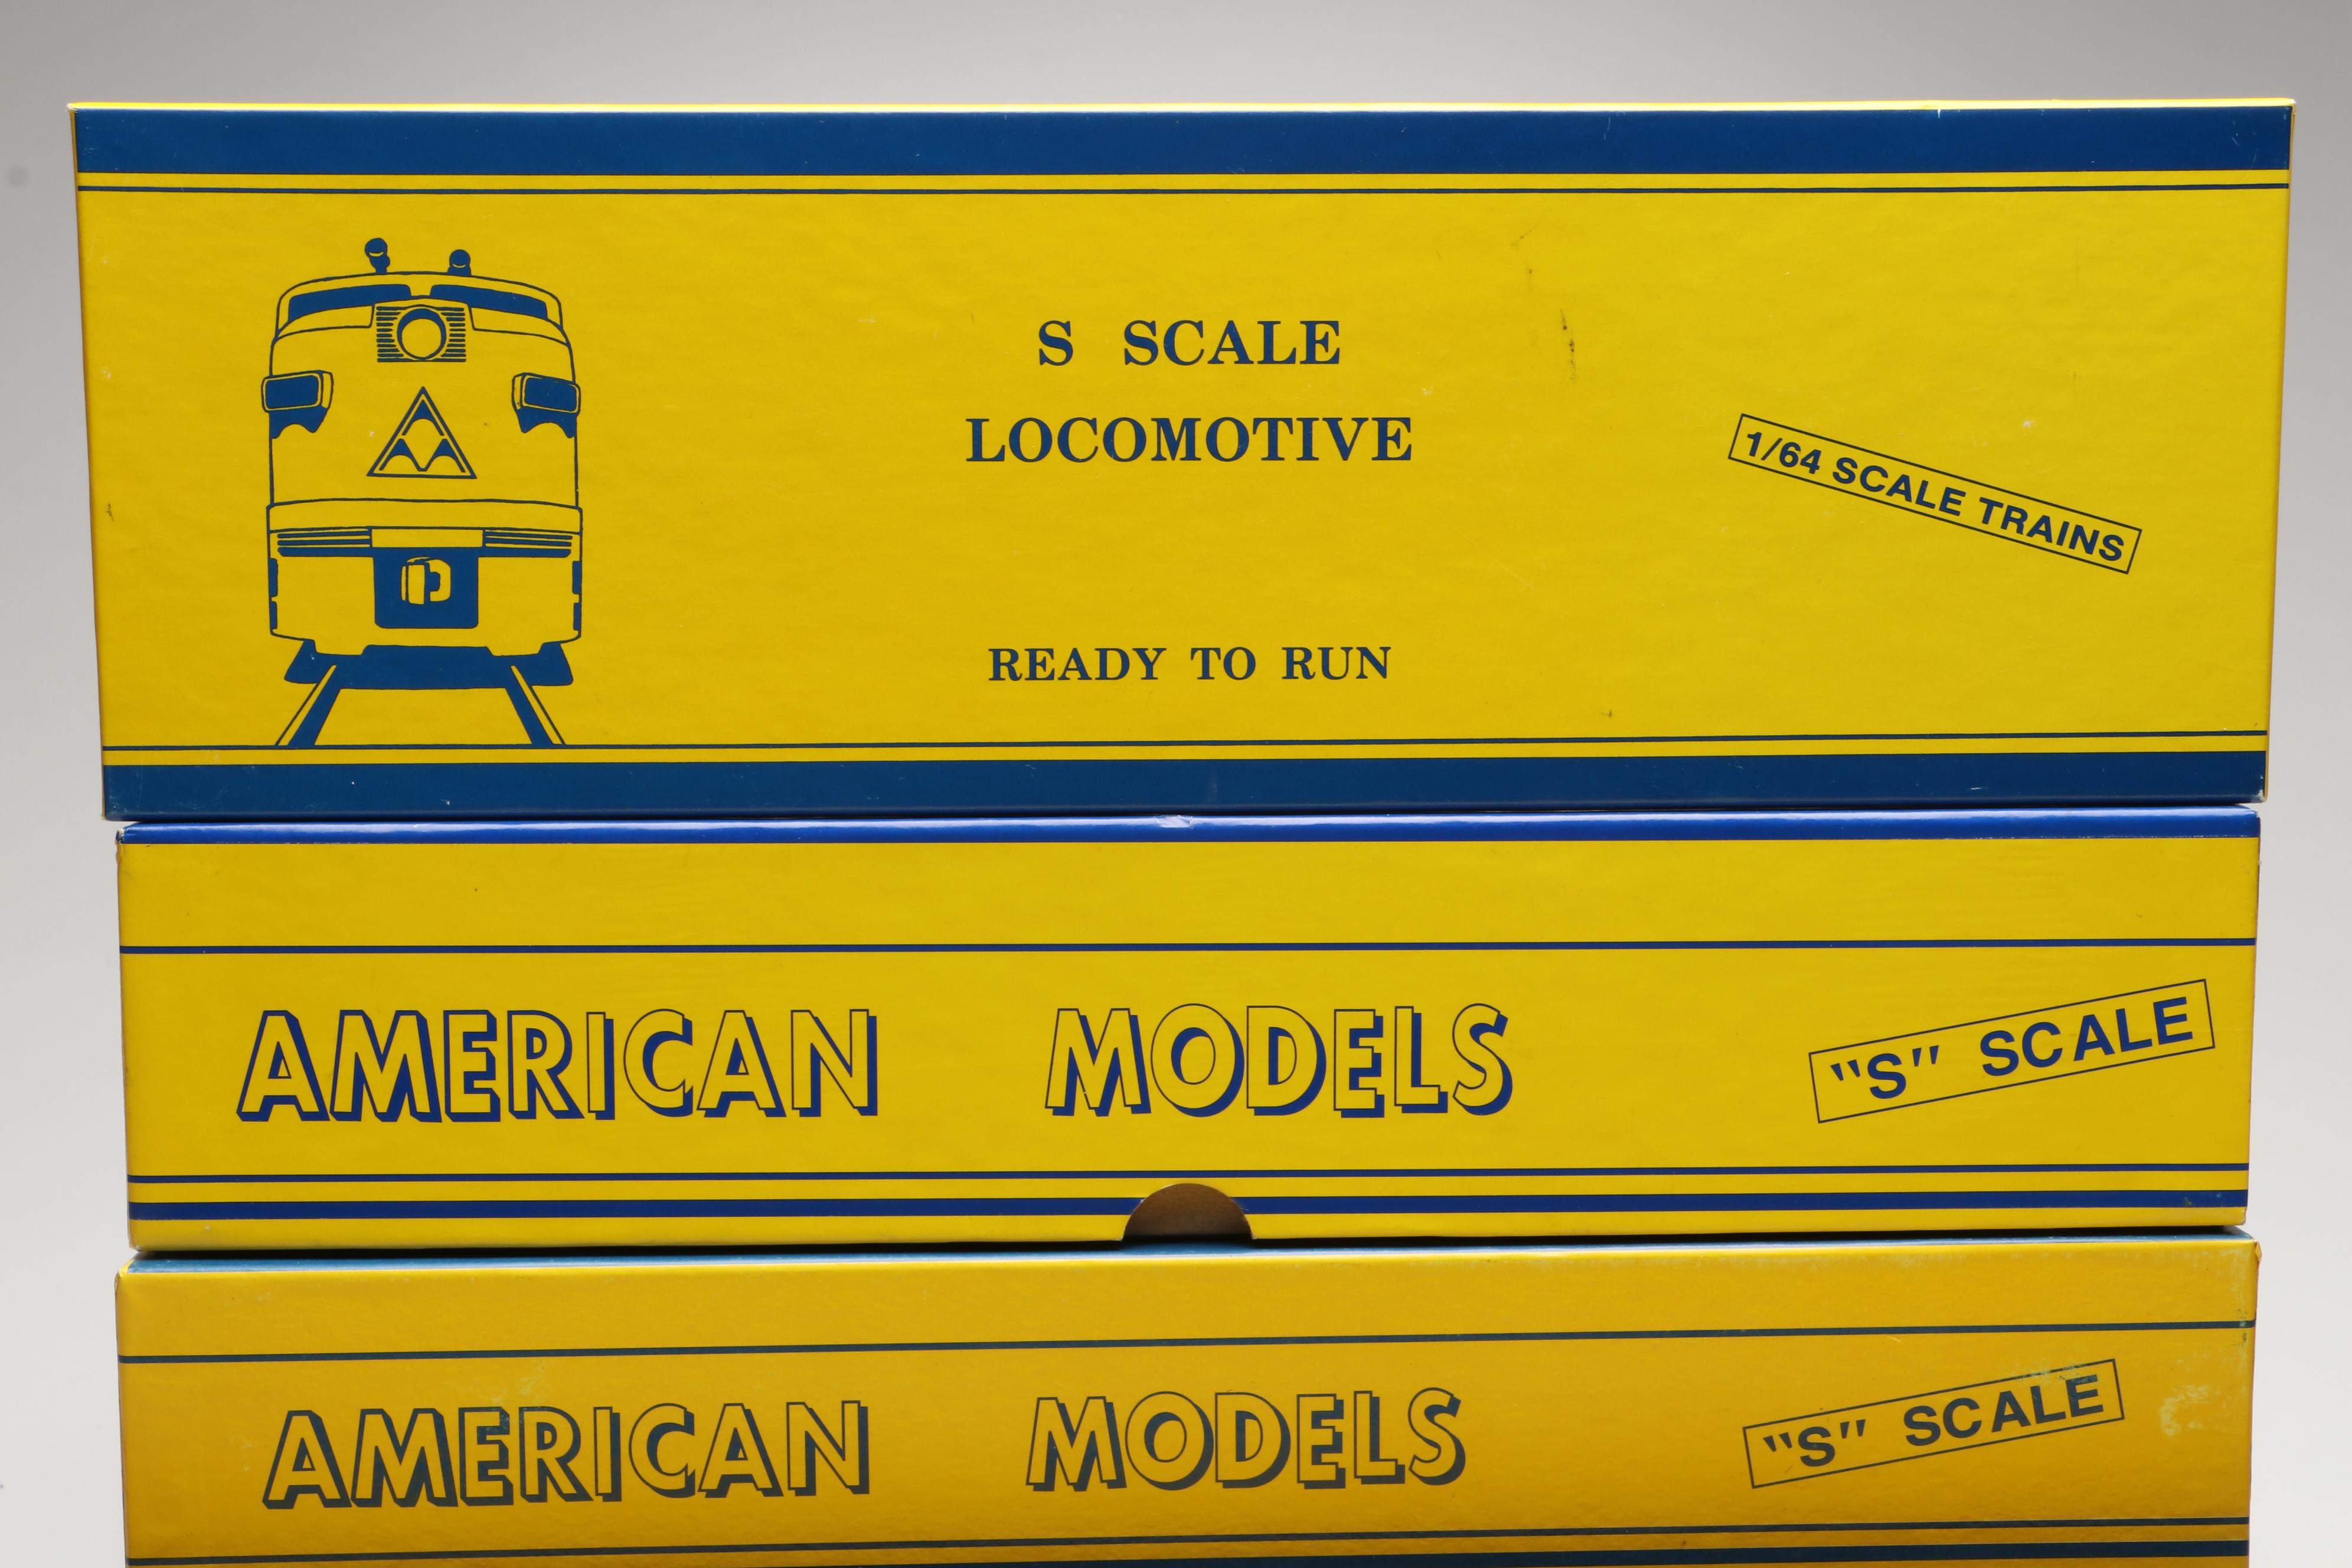 S SCALE
LOCOMOTIVE
1/64 SCALE TRAINS
READY TO RUN
AMERICAN MODELS
"S" SCALE
AMERICAN MODELS
"S" SCALE